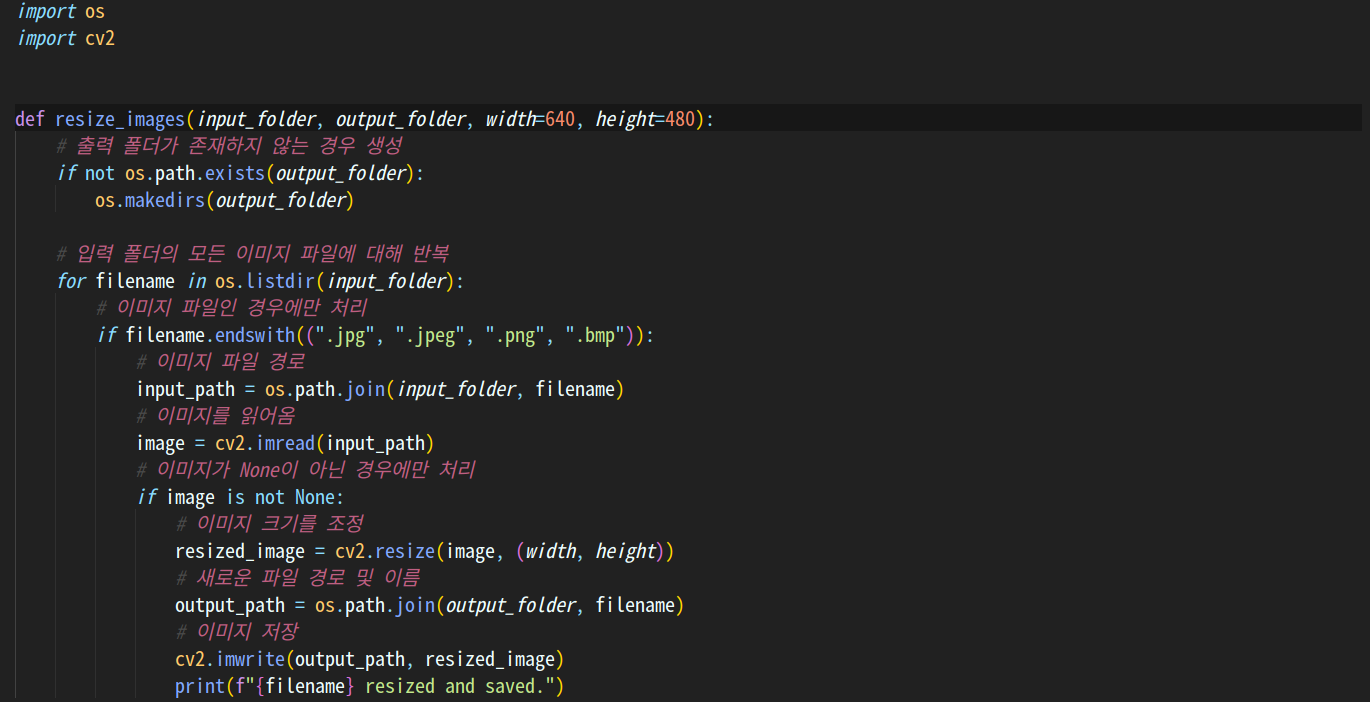 import os
import cv2
def resize_images(input_folder, output_folder, width=640, height=480):
    # 출력 폴더가 존재하지 않는 경우 생성
    if not os.path.exists(output_folder):
        os.makedirs(output_folder)
    # 입력 폴더의 모든 이미지 파일에 대해 반복
    for filename in os.listdir(input_folder):
        # 이미지 파일인 경우에만 처리
        if filename.endswith((".jpg", ".jpeg", ".png", ".bmp")):
            # 이미지 파일 경로
            input_path = os.path.join(input_folder, filename)
            # 이미지를 읽어옴
            image = cv2.imread(input_path)
            # 이미지가 None이 아닌 경우에만 처리
            if image is not None:
                # 이미지 크기를 조정
                resized_image = cv2.resize(image, (width, height))
                # 새로운 파일 경로 및 이름
                output_path = os.path.join(output_folder, filename)
                # 이미지 저장
                cv2.imwrite(output_path, resized_image)
                print(f"{filename} resized and saved.")